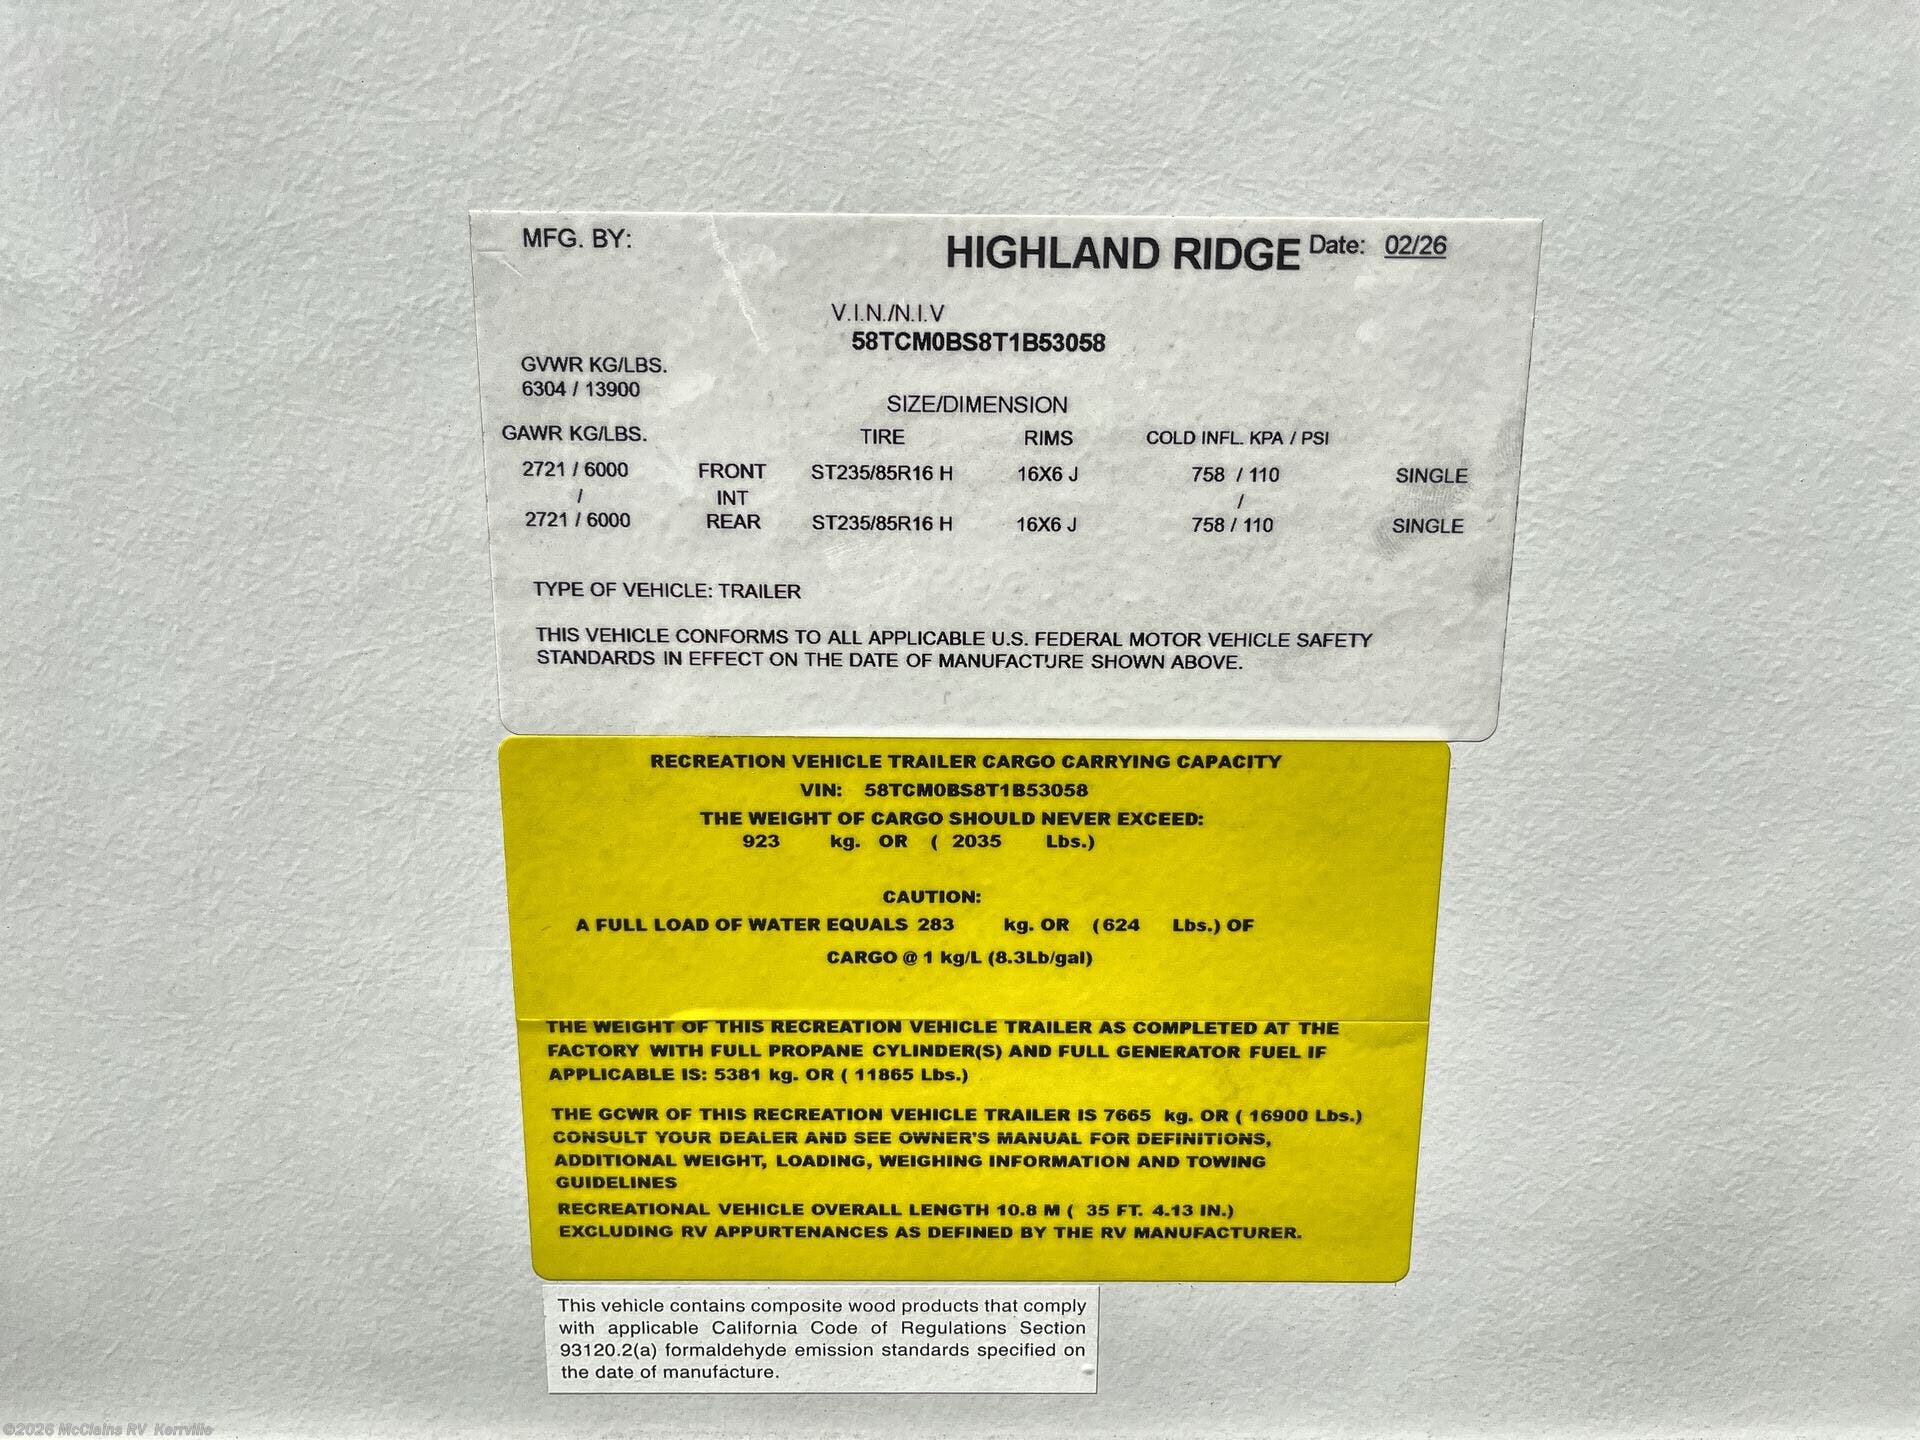 MFG. BY:
HIGHLAND RIDGE Date: 02/26
V.I.N./N.I.V
58TCM0BS8T1B53058
GVWR KG/LBS.
6304 / 13900
SIZE/DIMENSION
GAWR KG/LBS. TIRE RIMS COLD INFL. KPA / PSI
2721 / 6000 FRONT ST235/85R16 H 16X6 J 758 / 110 SINGLE
/ INT /
2721 / 6000 REAR ST235/85R16 H 16X6 J 758 / 110 SINGLE
TYPE OF VEHICLE: TRAILER
THIS VEHICLE CONFORMS TO ALL APPLICABLE U.S. FEDERAL MOTOR VEHICLE SAFETY
STANDARDS IN EFFECT ON THE DATE OF MANUFACTURE SHOWN ABOVE.
RECREATION VEHICLE TRAILER CARGO CARRYING CAPACITY
VIN: 58TCM0BS8T1B53058
THE WEIGHT OF CARGO SHOULD NEVER EXCEED:
923 kg. OR ( 2035 Lbs.)
CAUTION:
A FULL LOAD OF WATER EQUALS 283 kg. OR (624 Lbs.) OF
CARGO @ 1 kg/L (8.3Lb/gal)
THE WEIGHT OF THIS RECREATION VEHICLE TRAILER AS COMPLETED AT THE
FACTORY WITH FULL PROPANE CYLINDER(S) AND FULL GENERATOR FUEL IF
APPLICABLE IS: 5381 kg. OR ( 11865 Lbs.)
THE GCWR OF THIS RECREATION VEHICLE TRAILER IS 7665 kg. OR ( 16900 Lbs.)
CONSULT YOUR DEALER AND SEE OWNER'S MANUAL FOR DEFINITIONS,
ADDITIONAL WEIGHT, LOADING, WEIGHING INFORMATION AND TOWING
GUIDELINES
RECREATIONAL VEHICLE OVERALL LENGTH 10.8 M ( 35 FT. 4.13 IN.)
EXCLUDING RV APPURTENANCES AS DEFINED BY THE RV MANUFACTURER.
This vehicle contains composite wood products that comply
with applicable California Code of Regulations Section
93120.2(a) formaldehyde emission standards specified on
the date of manufacture.
©2026 McClains RV Kerrville